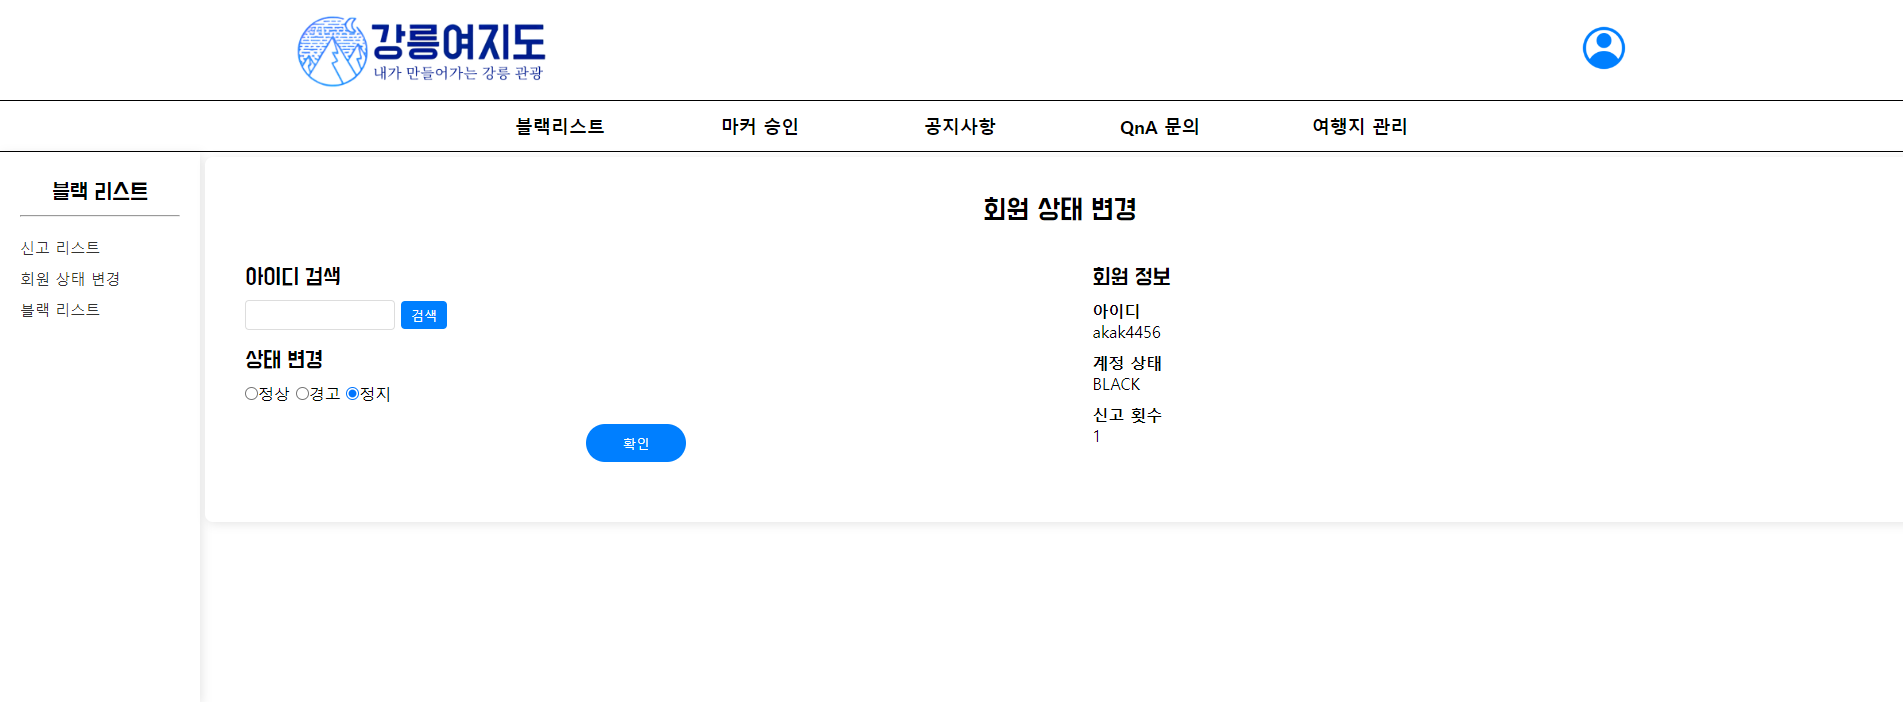 강릉여지도
내가 만들어가는 강릉 관광
블랙리스트 마커 승인 공지사항 QnA 문의 여행지 관리
블랙 리스트
신고 리스트
회원 상태 변경
블랙 리스트
회원 상태 변경
아이디 검색
검색
상태 변경
정상 경고 정지
확인
회원 정보
아이디
akak4456
계정 상태
BLACK
신고 횟수
1